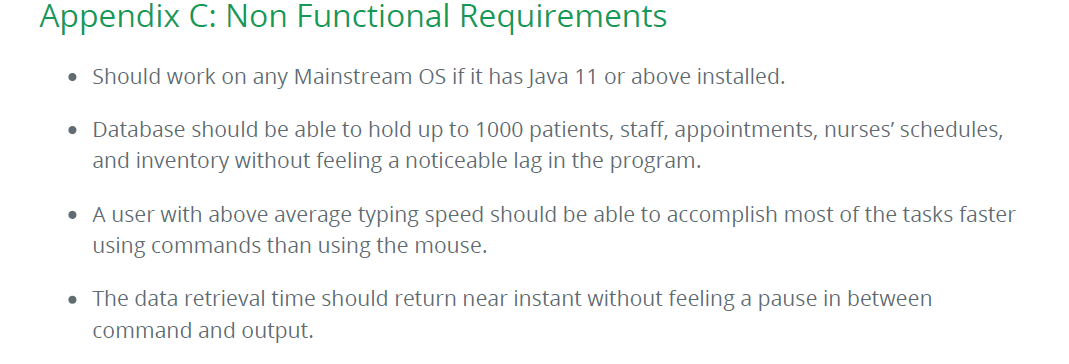 Appendix C: Non Functional Requirements
• Should work on any Mainstream OS if it has Java 11 or above installed.
• Database should be able to hold up to 1000 patients, staff, appointments, nurses’ schedules,
and inventory without feeling a noticeable lag in the program.
• A user with above average typing speed should be able to accomplish most of the tasks faster
using commands than using the mouse.
• The data retrieval time should return near instant without feeling a pause in between
command and output.